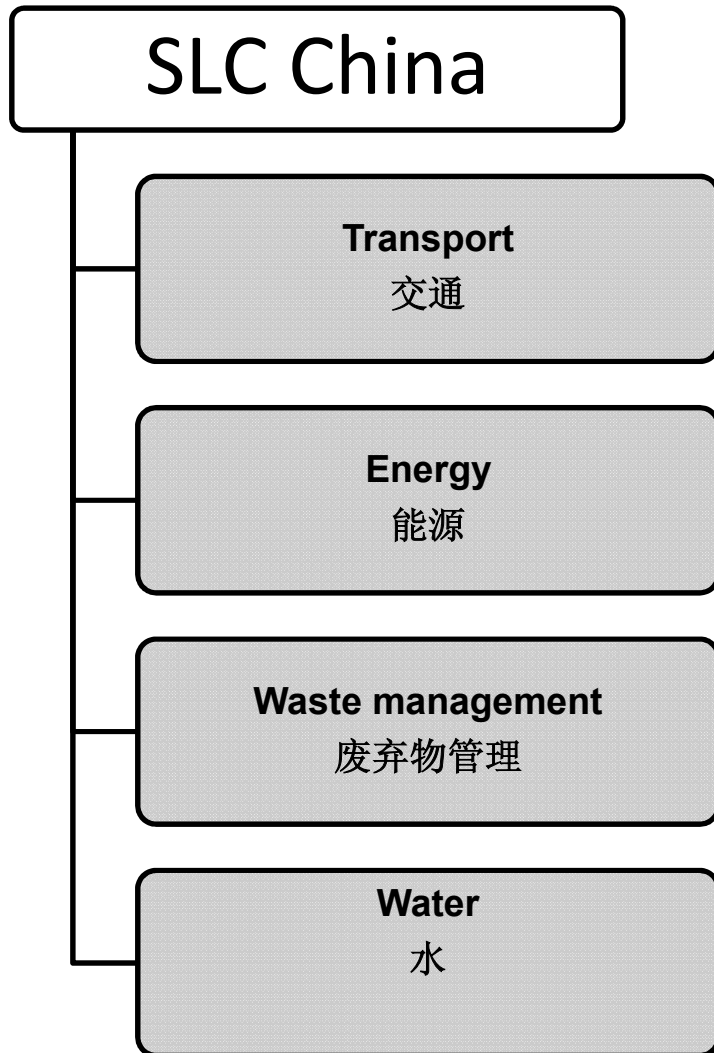 SLC China
Transport
交通
Energy
能源
Waste management
废弃物管理
Water
水